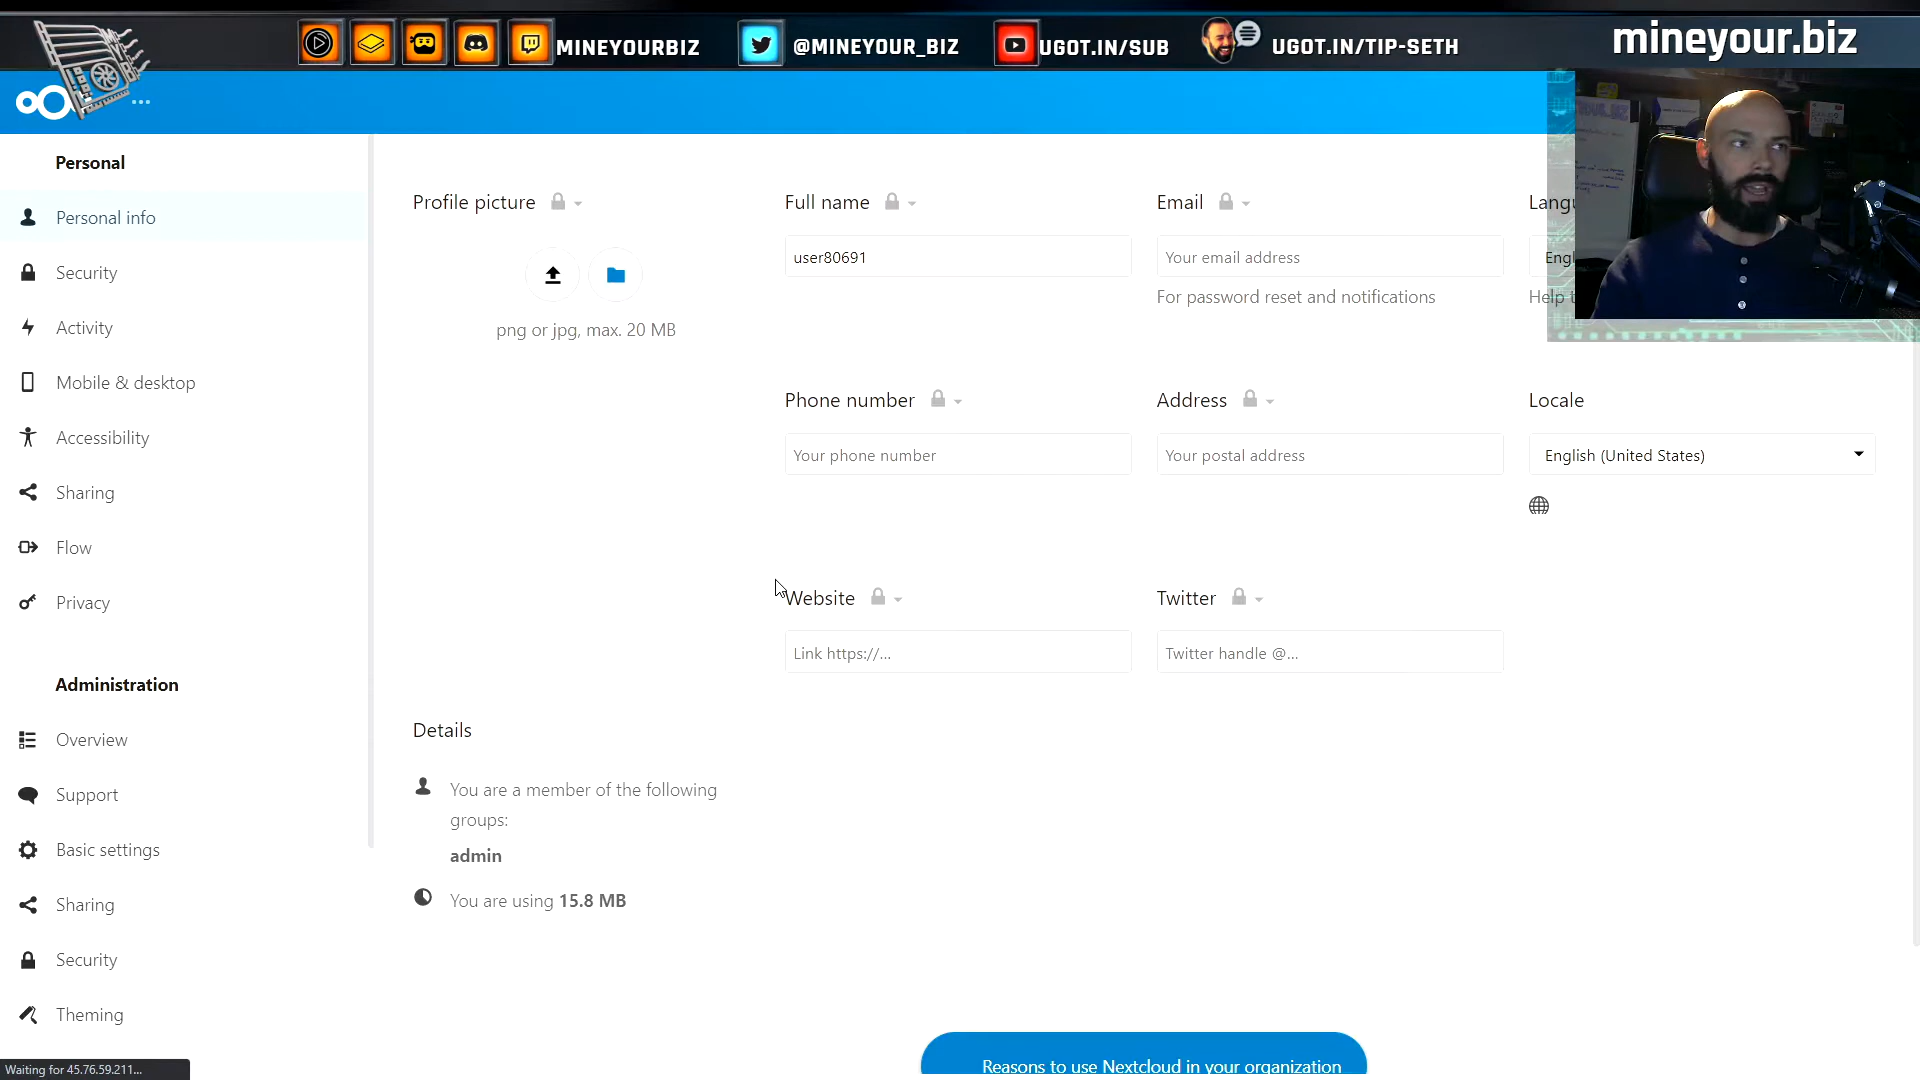 MINEYOURBIZ
@MINEYOUR_BIZ
UGOT.IN/SUB
UGOT.IN/TIP-SETH
mineyour.biz
Personal
Personal info
Security
Activity
Mobile & desktop
Accessibility
Sharing
Flow
Privacy
Administration
Overview
Support
Basic settings
Sharing
Security
Theming
Profile picture
png or jpg, max. 20 MB
Full name
user80691
Email
Your email address
For password reset and notifications
Langu
Engl
Help t
Phone number
Your phone number
Address
Your postal address
Locale
English (United States)
Website
Link https://...
Twitter
Twitter handle @...
Details
You are a member of the following
groups:
admin
You are using 15.8 MB
Reasons to use Nextcloud in your organization
Waiting for 45.76.59.211...